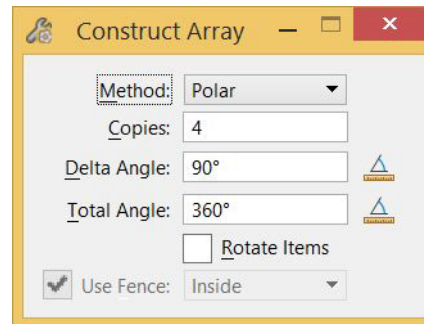 Construct Array
Method: Polar
Copies: 4
Delta Angle: 90°
Total Angle: 360°
Rotate Items
Use Fence: Inside